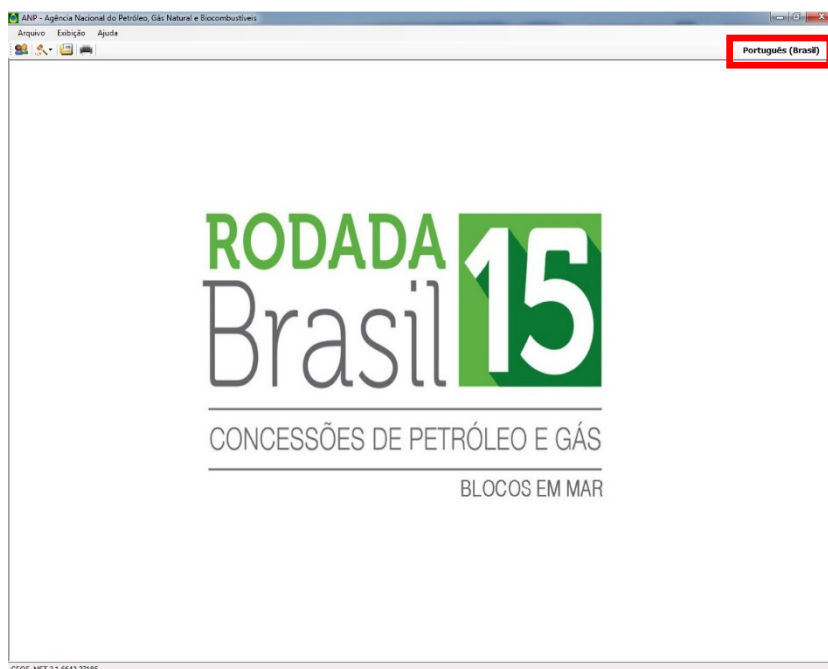 ANP - Agência Nacional do Petróleo, Gás Natural e Biocombustíveis
Arquivo Exibição Ajuda
Português (Brasil)
RODADA
Brasil 15
CONCESSÕES DE PETRÓLEO E GÁS
BLOCOS EM MAR